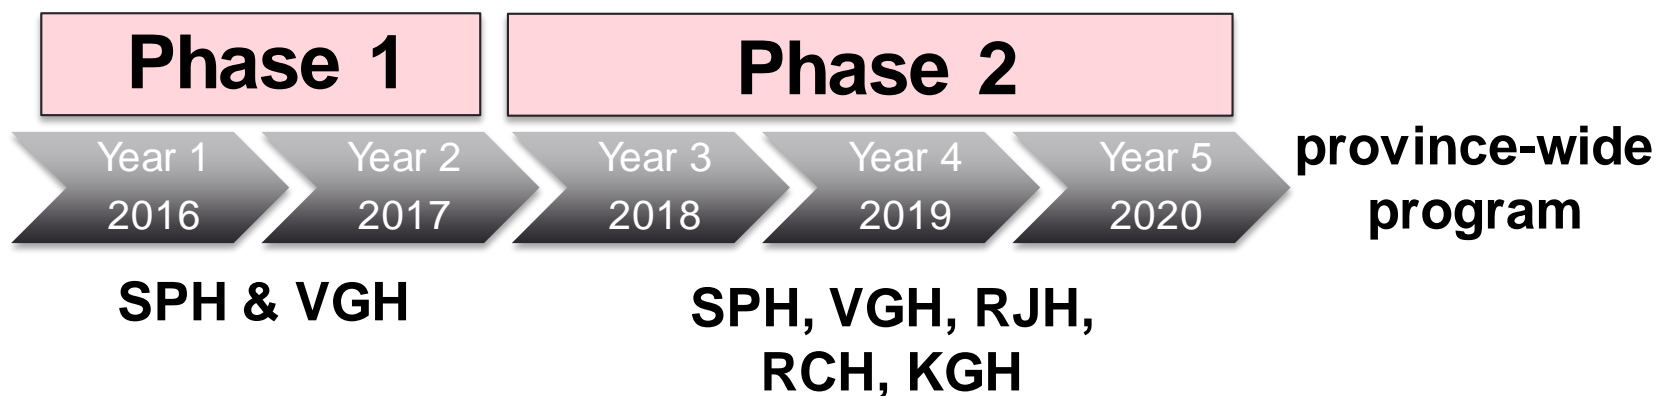 Phase 1
Phase 2
Year 1
2016
Year 2
2017
Year 3
2018
Year 4
2019
Year 5
2020
province-wide
program
SPH & VGH
SPH, VGH, RJH,
RCH, KGH